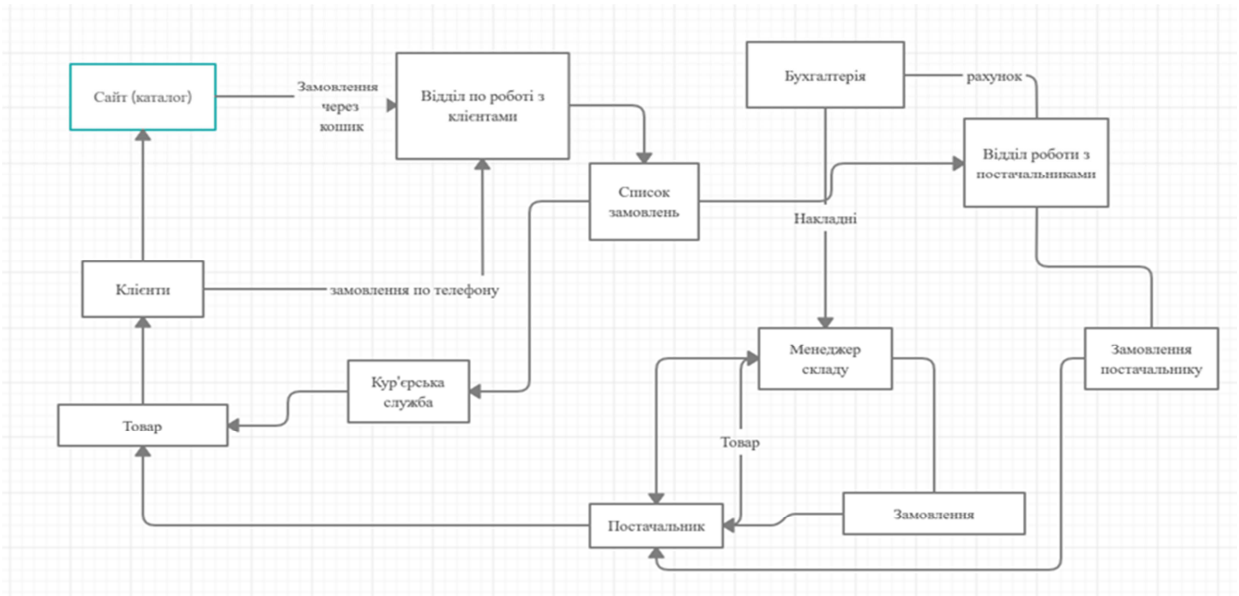 Сайт (каталог)
Замовлення
через
кошик
Відділ по роботі з
клієнтами
Бухгалтерія
рахунок
Відділ роботи з
постачальниками
Список
замовлень
Накладні
Клієнти
замовлення по телефону
Менеджер
складу
Замовлення
постачальнику
Кур'єрська
служба
Товар
Товар
Постачальник
Замовлення